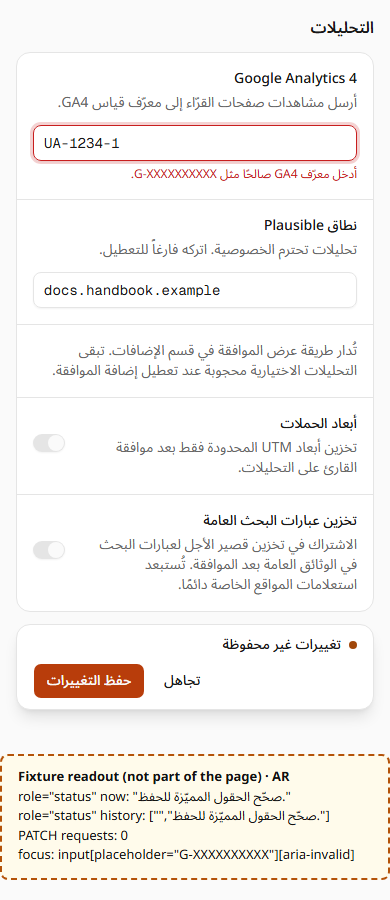 التحليلات
Google Analytics 4
أرسل مشاهدات صفحات القرّاء إلى معرّف قياس GA4.
UA-1234-1
أدخل معرّف GA4 صالحًا مثل G-XXXXXXXXXX.
نطاق Plausible
تحليلات تحترم الخصوصية. اتركه فارغاً للتعطيل.
docs.handbook.example
تُدار طريقة عرض الموافقة في قسم الإضافات. تبقى
التحليلات الاختيارية محجوبة عند تعطيل إضافة الموافقة.
أبعاد الحملات
تخزين أبعاد UTM المحدودة فقط بعد موافقة
القارئ على التحليلات.
تخزين عبارات البحث العامة
الاشتراك في تخزين قصير الأجل لعبارات البحث
في الوثائق العامة بعد الموافقة. تُستبعد
استعلامات المواقع الخاصة دائمًا.
تغييرات غير محفوظة
تجاهل
حفظ التغييرات
Fixture readout (not part of the page) · AR
role="status" now: "صحّح الحقول المميّزة للحفظ."
role="status" history: ["","صحّح الحقول المميّزة للحفظ."]
PATCH requests: 0
focus: input[placeholder="G-XXXXXXXXXX"][aria-invalid]